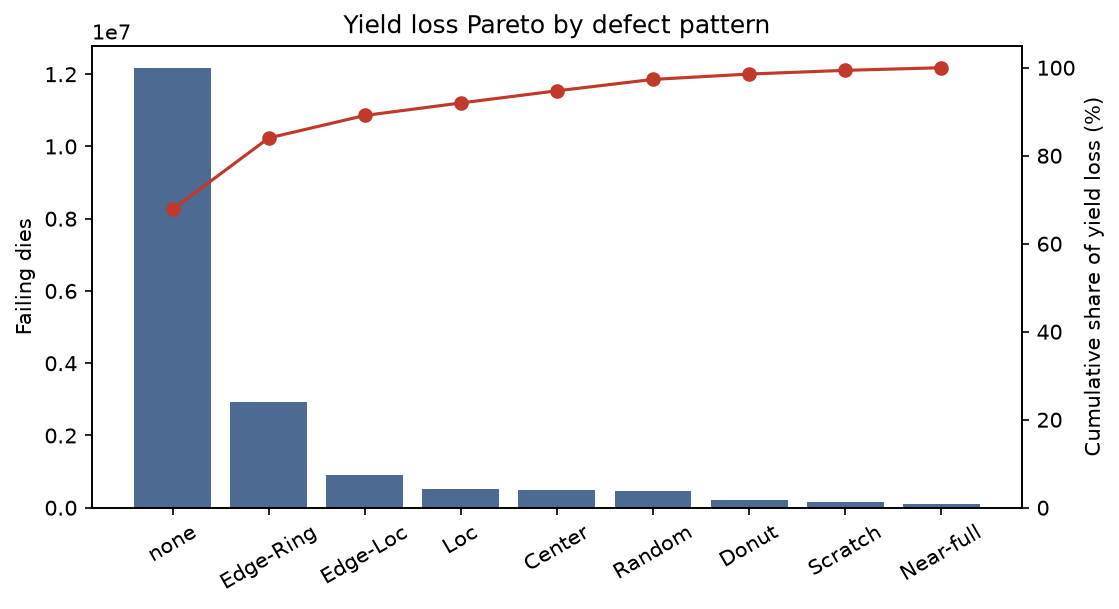 Yield loss Pareto by defect pattern
1e7
1.2
1.0
0.8
0.6
0.4
0.2
0.0
Failing dies
100
80
60
40
20
0
Cumulative share of yield loss (%)
none
Edge-Ring
Edge-Loc
Loc
Center
Random
Donut
Scratch
Near-full